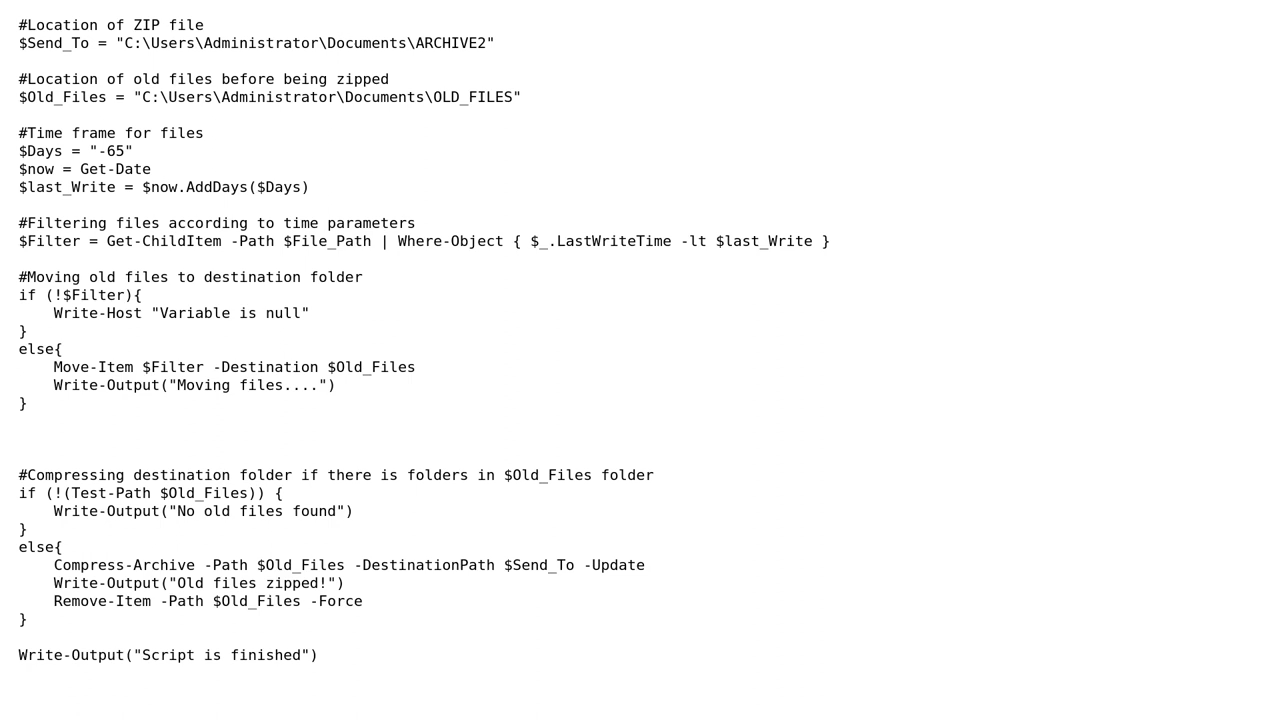 #Location of ZIP file
$Send_To = "C:\Users\Administrator\Documents\ARCHIVE2"

#Location of old files before being zipped
$Old_Files = "C:\Users\Administrator\Documents\OLD_FILES"

#Time frame for files
$Days = "-65"
$now = Get-Date
$last_Write = $now.AddDays($Days)

#Filtering files according to time parameters
$Filter = Get-ChildItem -Path $File_Path | Where-Object { $_.LastWriteTime -lt $last_Write }

#Moving old files to destination folder
if (!$Filter){
    Write-Host "Variable is null"
}
else{
    Move-Item $Filter -Destination $Old_Files
    Write-Output("Moving files....")
}

#Compressing destination folder if there is folders in $Old_Files folder
if (!(Test-Path $Old_Files)) {
    Write-Output("No old files found")
}
else{
    Compress-Archive -Path $Old_Files -DestinationPath $Send_To -Update
    Write-Output("Old files zipped!")
    Remove-Item -Path $Old_Files -Force
}

Write-Output("Script is finished")